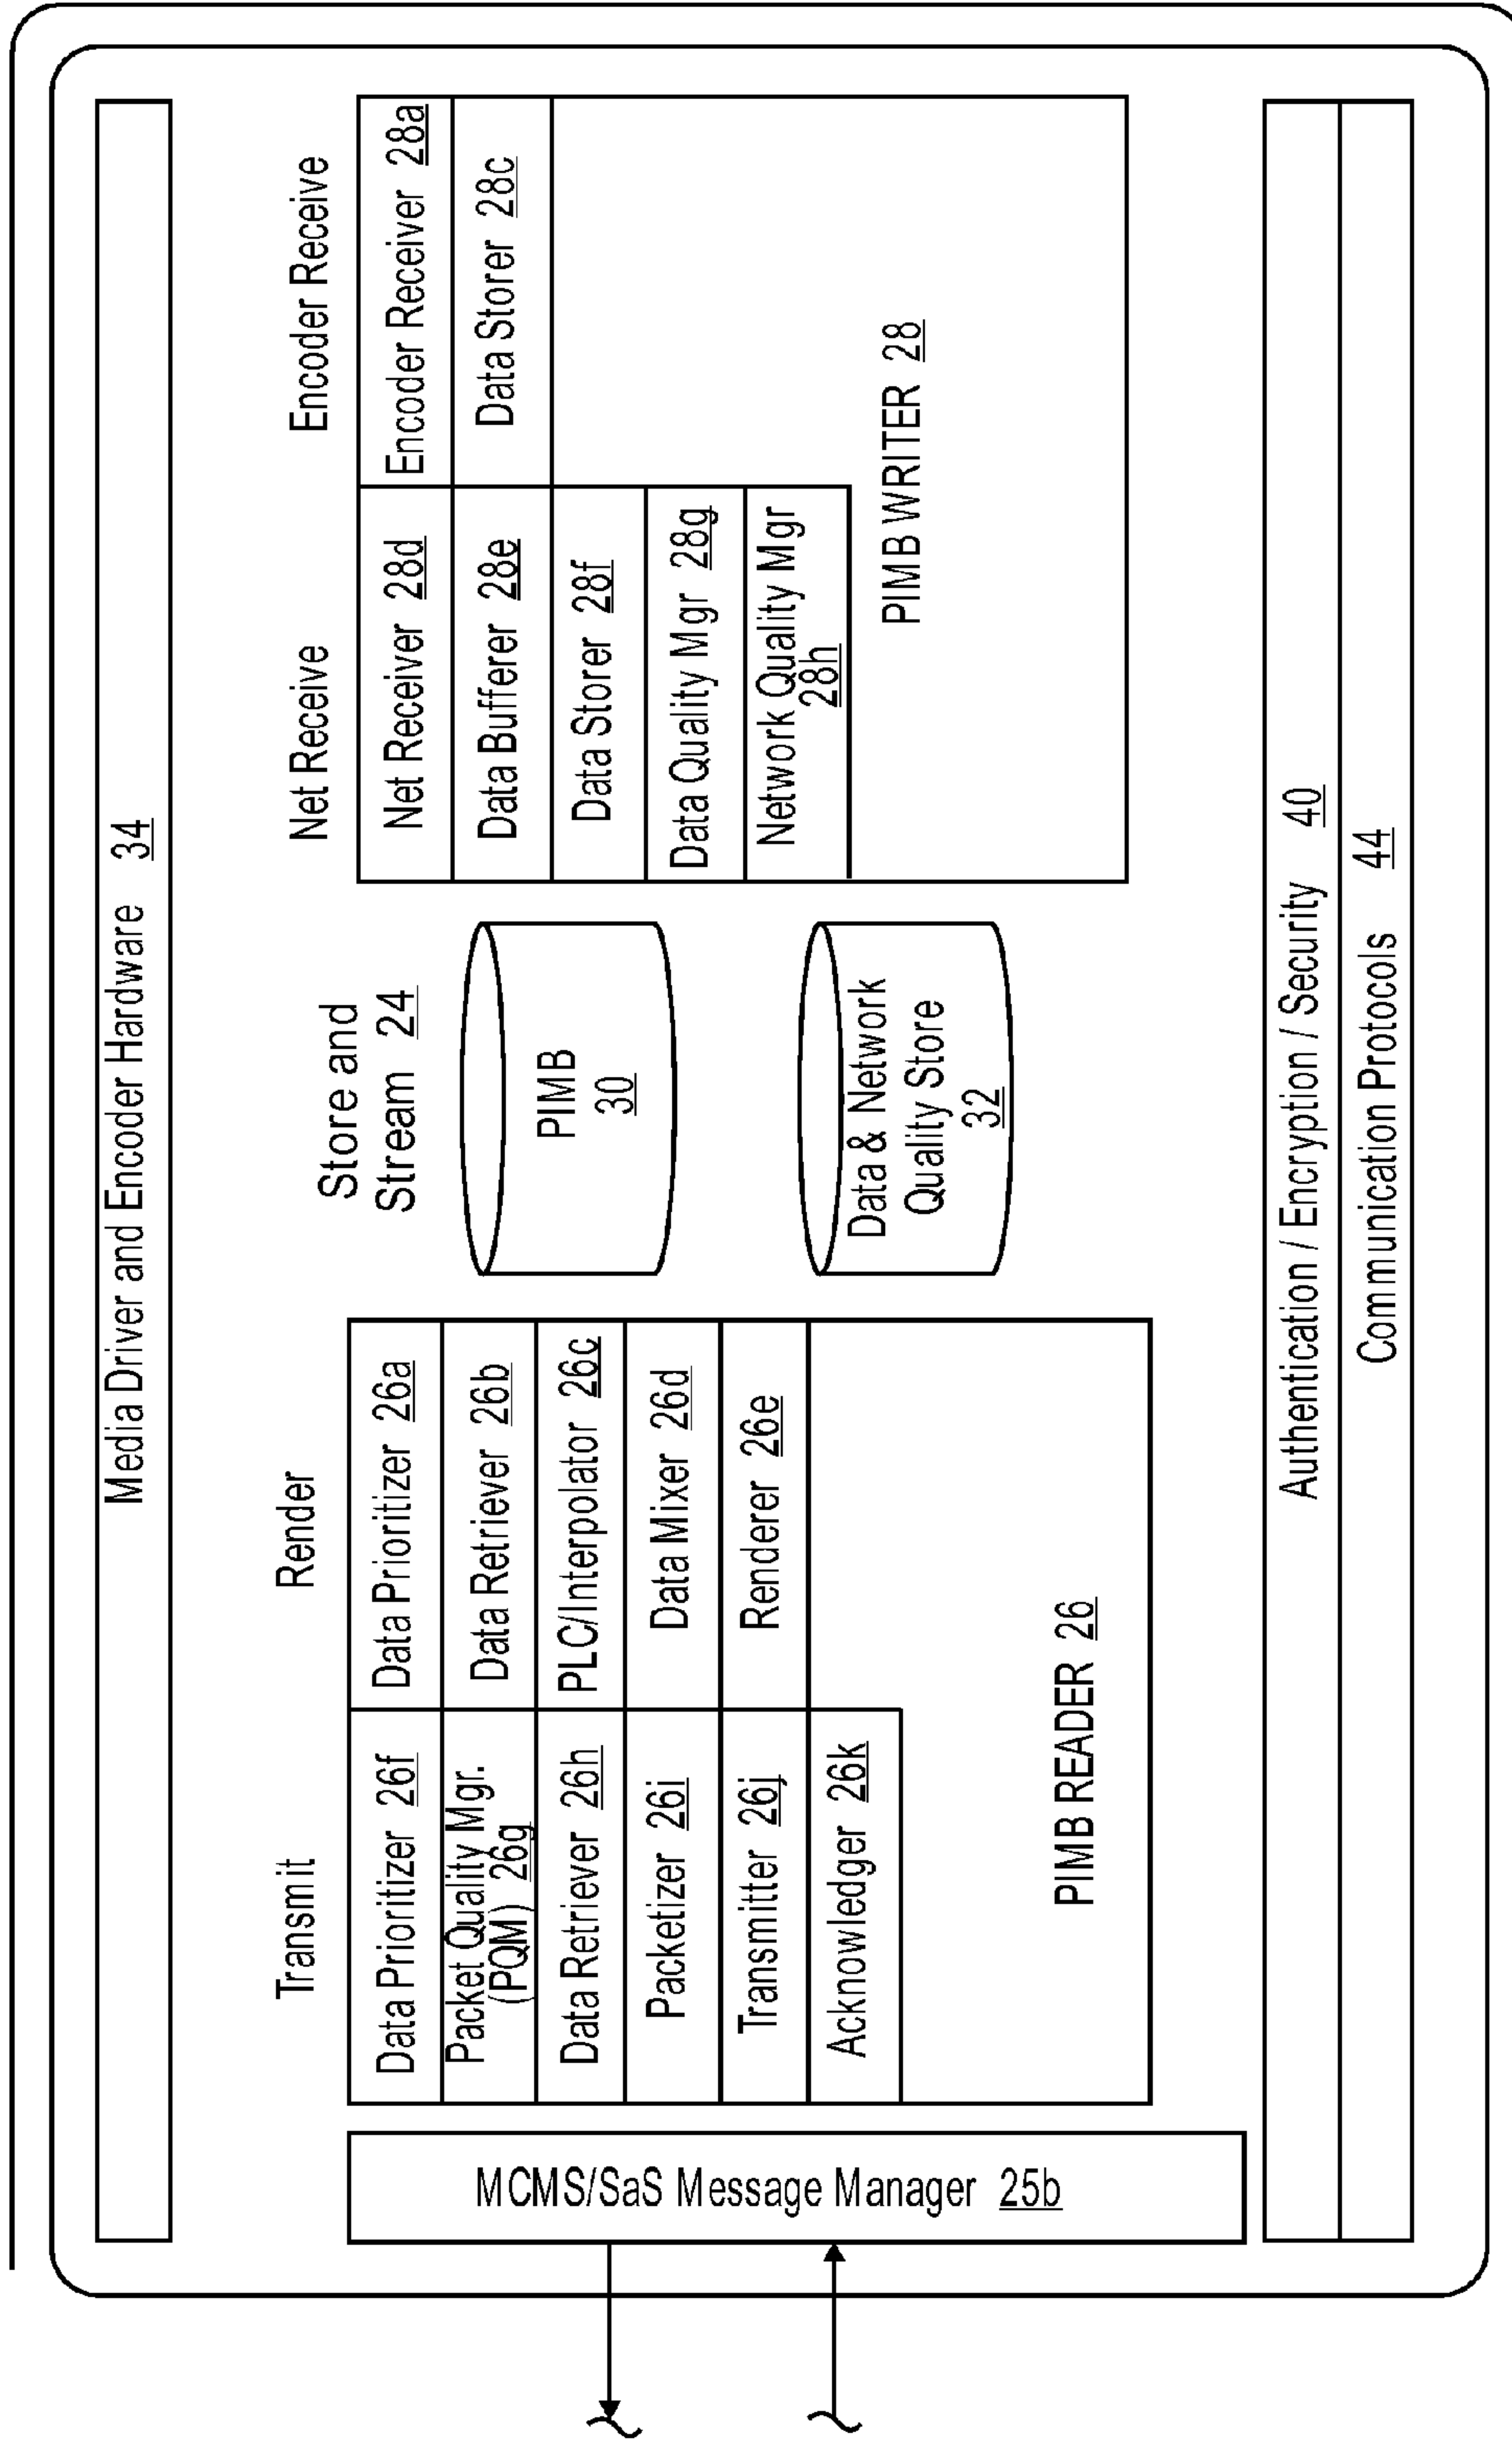 Media Driver and Encoder Hardware 34
Transmit
Data Prioritizer 26f
Packet Quality Mgr.
(PQM) 26g
Data Retriever 26h
Packetizer 26i
Transmitter 26j
Acknowledger 26k
Render
Data Prioritizer 26a
Data Retriever 26b
PLC/Interpolator 26c
Data Mixer 26d
Renderer 26e
PIMB READER 26
MCMS/SaS Message Manager 25b
Store and
Stream 24
PIMB
30
Data & Network
Quality Store
32
Net Receive
Net Receiver 28d
Data Bufferer 28e
Data Storer 28f
Data Quality Mgr 28g
Network Quality Mgr
28h
Encoder Receive
Encoder Receiver 28a
Data Storer 28c
PIMB WRITER 28
Authentication / Encryption / Security 40
Communication Protocols 44